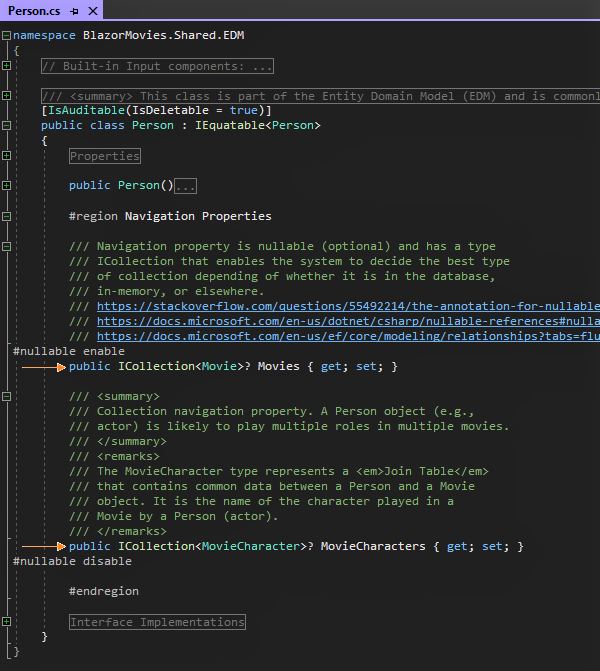 Person.cs
namespace BlazorMovies.Shared.EDM
{
// Built-in Input components: ...
/// <summary> This class is part of the Entity Domain Model (EDM) and is commonl
[IsAuditable(IsDeletable = true)]
public class Person : IEquatable<Person>
{
Properties
public Person()...
#region Navigation Properties
/// Navigation property is nullable (optional) and has a type
/// ICollection that enables the system to decide the best type
/// of collection depending of whether it is in the database,
/// in-memory, or elsewhere.
/// https://stackoverflow.com/questions/55492214/the-annotation-for-nullable
/// https://docs.microsoft.com/en-us/dotnet/csharp/nullable-references#nulla
/// https://docs.microsoft.com/en-us/ef/core/modeling/relationships?tabs=flu
#nullable enable
public ICollection<Movie>? Movies { get; set; }
/// <summary>
/// Collection navigation property. A Person object (e.g.,
/// actor) is likely to play multiple roles in multiple movies.
/// </summary>
/// <remarks>
/// The MovieCharacter type represents a <em>Join Table</em>
/// that contains common data between a Person and a Movie
/// object. It is the name of the character played in a
/// Movie by a Person (actor).
/// </remarks>
public ICollection<MovieCharacter>? MovieCharacters { get; set; }
#nullable disable
#endregion
Interface Implementations
}
}